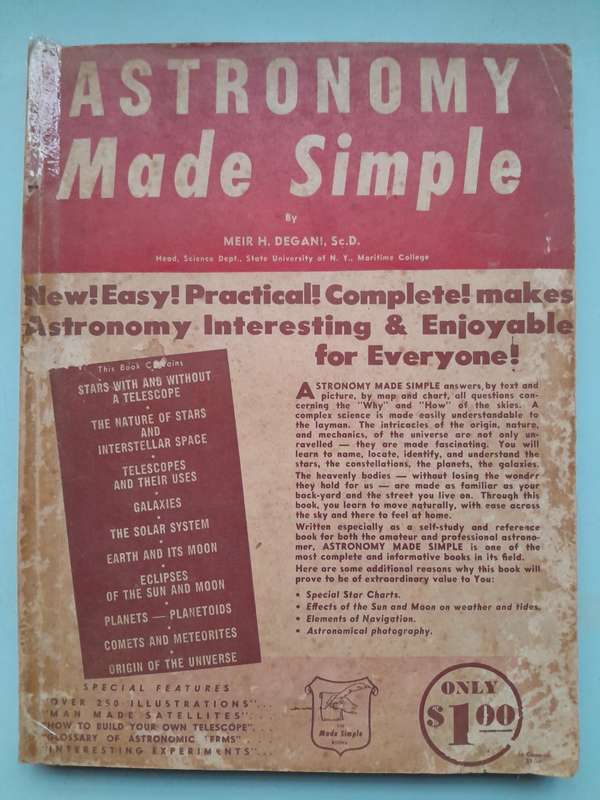 ASTRONOMY
Made Simple
By
MEIR H. DEGANI, Sc.D.
Head, Science Dept., State University of N. Y., Maritime College
New! Easy! Practical! Complete! makes
Astronomy Interesting & Enjoyable
for Everyone!
This Book Contains
STARS WITH AND WITHOUT
A TELESCOPE
•
THE NATURE OF STARS
AND
INTERSTELLAR SPACE
•
TELESCOPES
AND THEIR USES
•
GALAXIES
•
THE SOLAR SYSTEM
•
EARTH AND ITS MOON
•
ECLIPSES
OF THE SUN AND MOON
•
PLANETS — PLANETOIDS
•
COMETS AND METEORITES
•
ORIGIN OF THE UNIVERSE
ASTRONOMY MADE SIMPLE answers, by text and
picture, by map and chart, all questions con-
cerning the "Why" and "How" of the skies. A
complex science is made easily understandable to
the layman. The intricacies of the origin, nature,
and mechanics, of the universe are not only un-
ravelled — they are made fascinating. You will
learn to name, locate, identify, and understand the
stars, the constellations, the planets, the galaxies.
The heavenly bodies — without losing the wonder
they hold for us — are made as familiar as your
back-yard and the street you live on. Through this
book, you learn to move naturally, with ease across
the sky and there to feel at home.
Written especially as a self-study and reference
book for both the amateur and professional astrono-
mer, ASTRONOMY MADE SIMPLE is one of the
most complete and informative books in its field.
Here are some additional reasons why this book will
prove to be of extraordinary value to You:
• Special Star Charts.
• Effects of the Sun and Moon on weather and tides.
• Elements of Navigation.
• Astronomical photography.
SPECIAL FEATURES
"OVER 250 ILLUSTRATIONS"...
"MAN MADE SATELLITES"...
"HOW TO BUILD YOUR OWN TELESCOPE"...
"GLOSSARY OF ASTRONOMIC TERMS"...
"INTERESTING EXPERIMENTS"...
THE
Made Simple
BOOKS
ONLY
$1.00